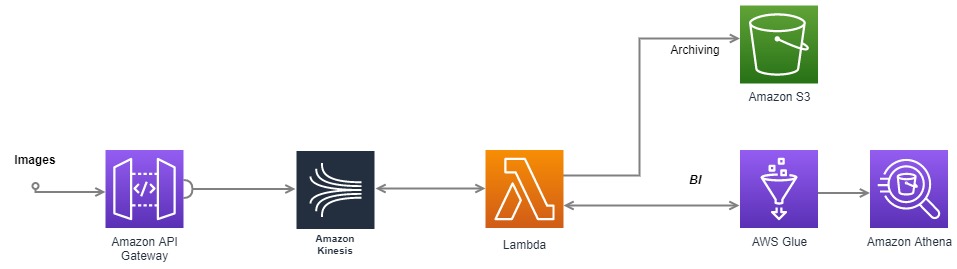 Archiving
Amazon S3
Images
BI
Amazon API
Gateway
Amazon
Kinesis
Lambda
AWS Glue
Amazon Athena